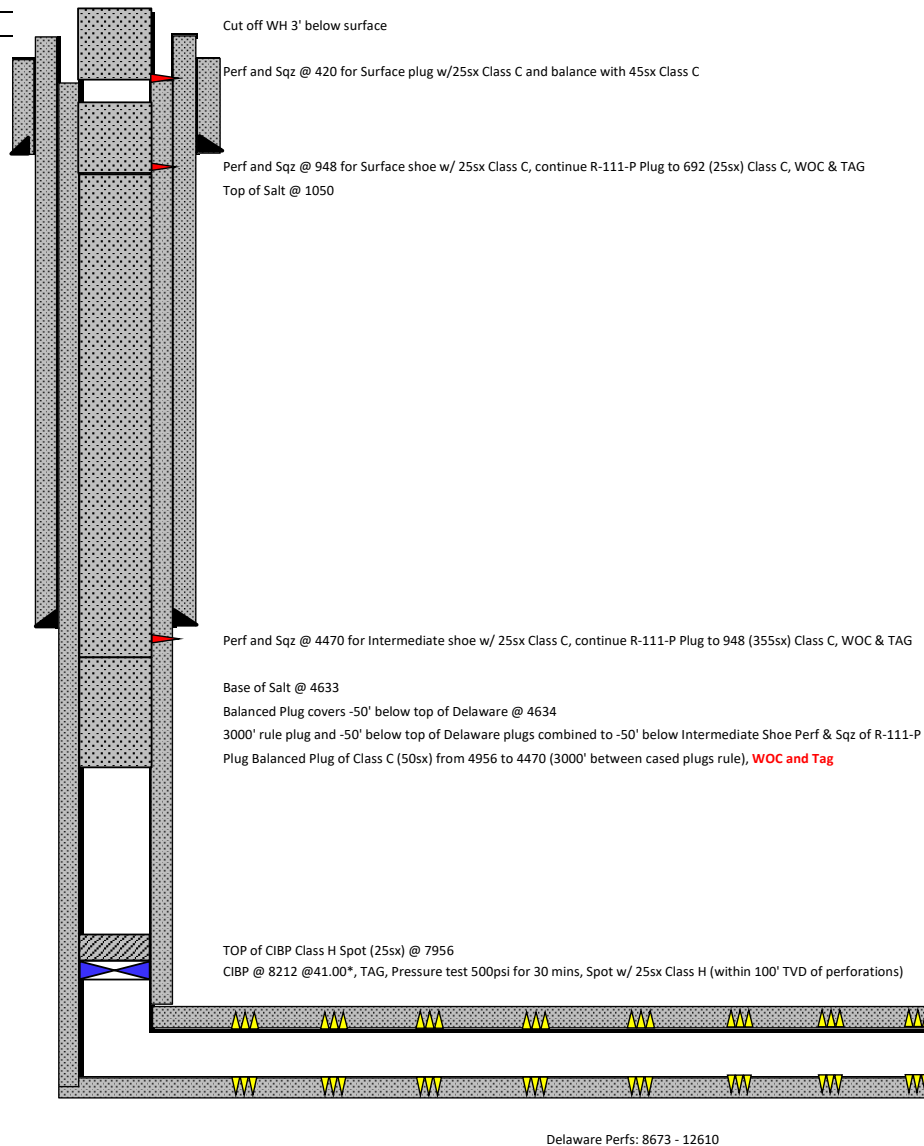 Cut off WH 3' below surface
Perf and Sqz @ 420 for Surface plug w/25sx Class C and balance with 45sx Class C
Perf and Sqz @ 948 for Surface shoe w/ 25sx Class C, continue R-111-P Plug to 692 (25sx) Class C, WOC & TAG
Top of Salt @ 1050
Perf and Sqz @ 4470 for Intermediate shoe w/ 25sx Class C, continue R-111-P Plug to 948 (355sx) Class C, WOC & TAG
Base of Salt @ 4633
Balanced Plug covers -50' below top of Delaware @ 4634
3000' rule plug and -50' below top of Delaware plugs combined to -50' below Intermediate Shoe Perf & Sqz of R-111-P
Plug Balanced Plug of Class C (50sx) from 4956 to 4470 (3000' between cased plugs rule), WOC and Tag
TOP of CIBP Class H Spot (25sx) @ 7956
CIBP @ 8212 @41.00*, TAG, Pressure test 500psi for 30 mins, Spot w/ 25sx Class H (within 100' TVD of perforations)
Delaware Perfs: 8673 - 12610